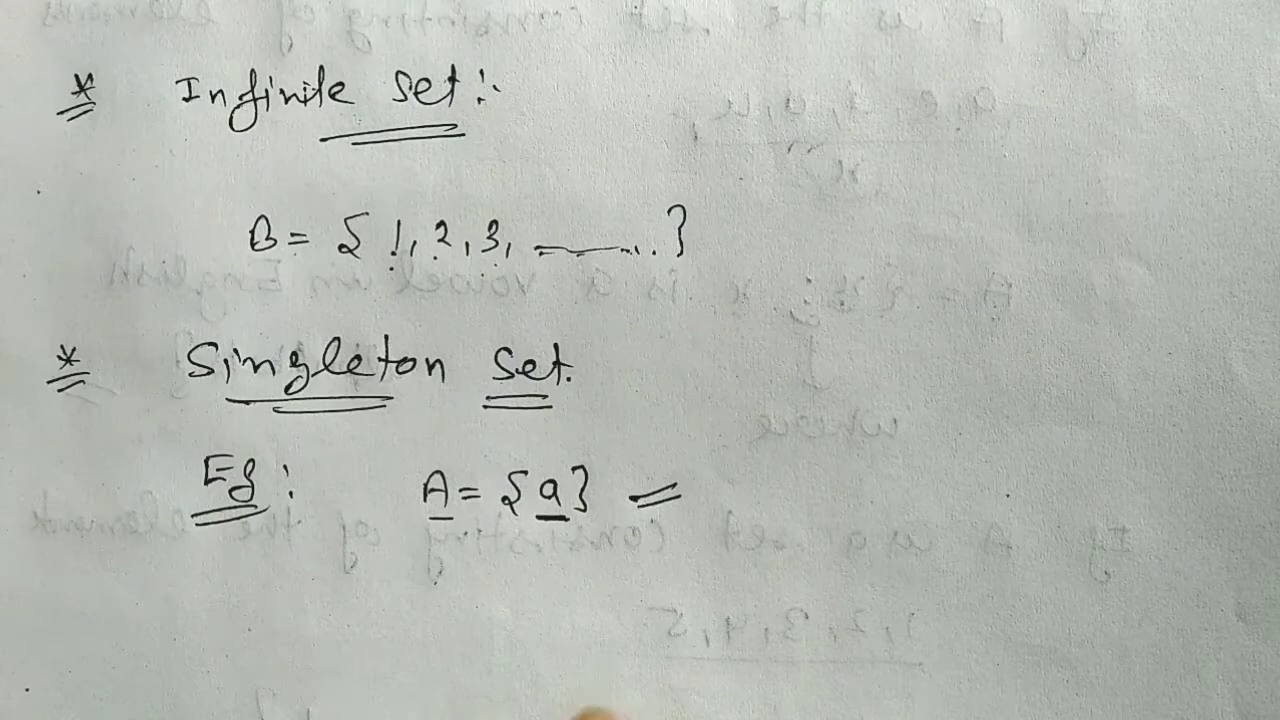 * Infinite set :-
B = { 1, 2, 3, ------... }
* Singleton set.
Eg : A = {a}